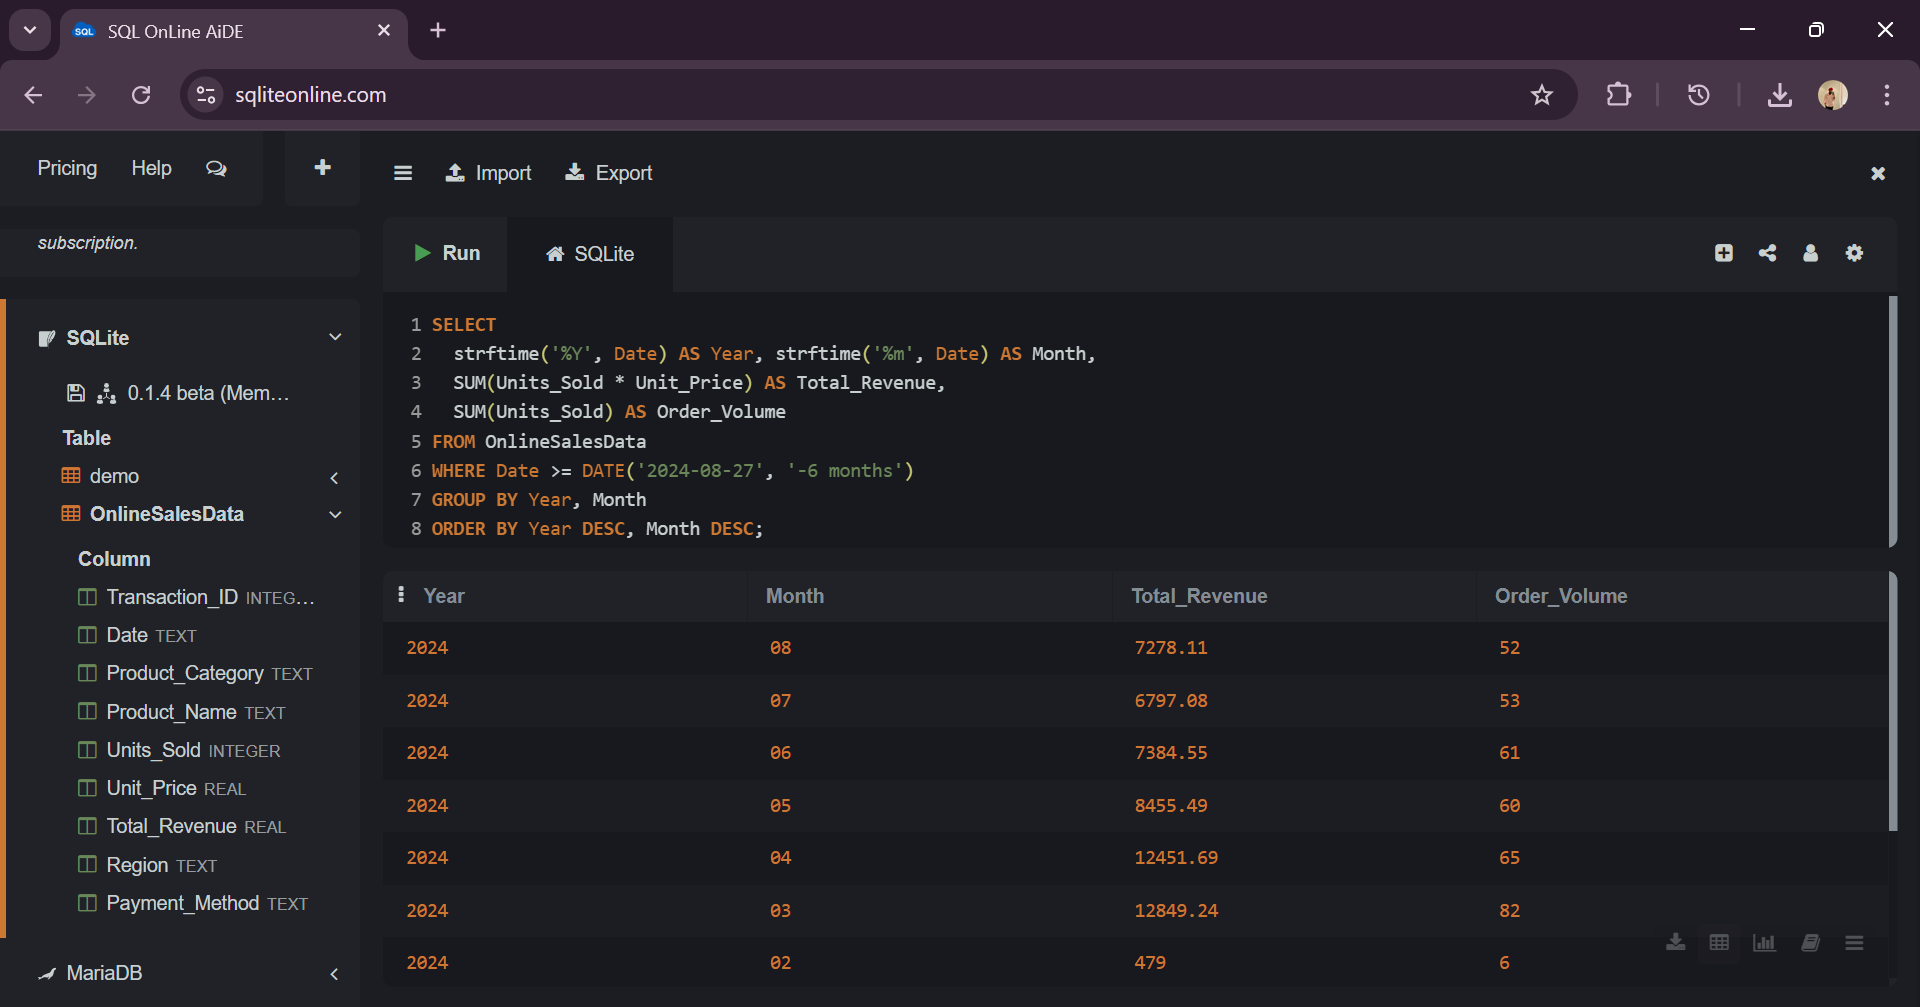 SQL OnLine AiDE
sqliteonline.com
Pricing Help
Import Export
subscription.
Run SQLite
SQLite
0.1.4 beta (Mem...
Table
demo
OnlineSalesData
Column
Transaction_ID INTEG...
Date TEXT
Product_Category TEXT
Product_Name TEXT
Units_Sold INTEGER
Unit_Price REAL
Total_Revenue REAL
Region TEXT
Payment_Method TEXT
MariaDB
1 SELECT
2 strftime('%Y', Date) AS Year, strftime('%m', Date) AS Month,
3 SUM(Units_Sold * Unit_Price) AS Total_Revenue,
4 SUM(Units_Sold) AS Order_Volume
5 FROM OnlineSalesData
6 WHERE Date >= DATE('2024-08-27', '-6 months')
7 GROUP BY Year, Month
8 ORDER BY Year DESC, Month DESC;
Year Month Total_Revenue Order_Volume
2024 08 7278.11 52
2024 07 6797.08 53
2024 06 7384.55 61
2024 05 8455.49 60
2024 04 12451.69 65
2024 03 12849.24 82
2024 02 479 6